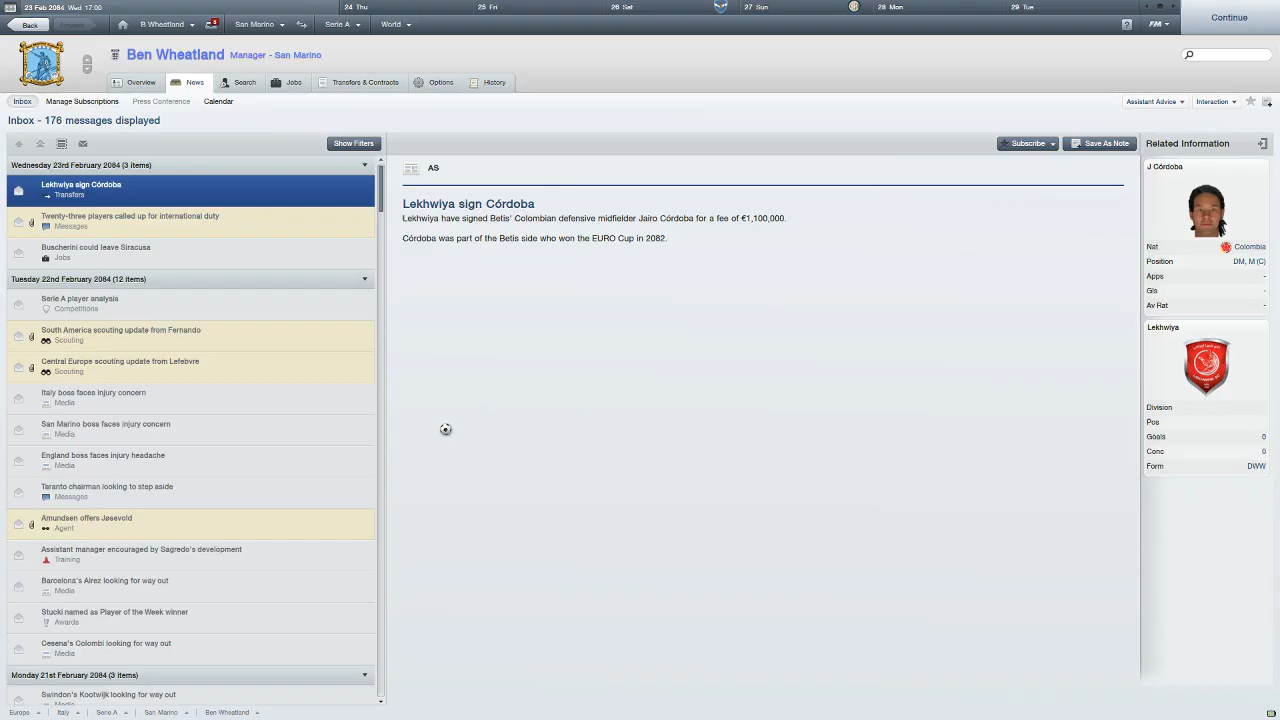 23 Feb 2084 Wed 17:00
24 Thu
25 Fri
26 Sat
27 Sun
28 Mon
29 Tue
Back
B Wheatland
5
San Marino
Serie A
World
FM
Continue
Ben Wheatland Manager - San Marino
Overview
News
Search
Jobs
Transfers & Contracts
Options
History
Inbox
Manage Subscriptions
Press Conference
Calendar
Assistant Advice
Interaction
Inbox - 176 messages displayed
Show Filters
Subscribe
Save As Note
Related Information
Wednesday 23rd February 2084 (3 items)
Lekhwiya sign Córdoba
Transfers
Twenty-three players called up for international duty
Messages
Buscherini could leave Siracusa
Jobs
Tuesday 22nd February 2084 (12 items)
Serie A player analysis
Competitions
South America scouting update from Fernando
Scouting
Central Europe scouting update from Lefebvre
Scouting
Italy boss faces injury concern
Media
San Marino boss faces injury concern
Media
England boss faces injury headache
Media
Taranto chairman looking to step aside
Messages
Amundsen offers Jøsevold
Agent
Assistant manager encouraged by Sagredo's development
Training
Barcelona's Airez looking for way out
Media
Stucki named as Player of the Week winner
Awards
Cesena's Colombi looking for way out
Media
Monday 21st February 2084 (3 items)
Swindon's Kootwijk looking for way out
Media
AS
Lekhwiya sign Córdoba
Lekhwiya have signed Betis' Colombian defensive midfielder Jairo Córdoba for a fee of €1,100,000.
Córdoba was part of the Betis side who won the EURO Cup in 2082.
J Córdoba
Nat Colombia
Position DM, M (C)
Apps -
Gls -
Av Rat -
Lekhwiya
Division
Pos
Goals 0
Conc 0
Form DWW
Europe
Italy
Serie A
San Marino
Ben Wheatland